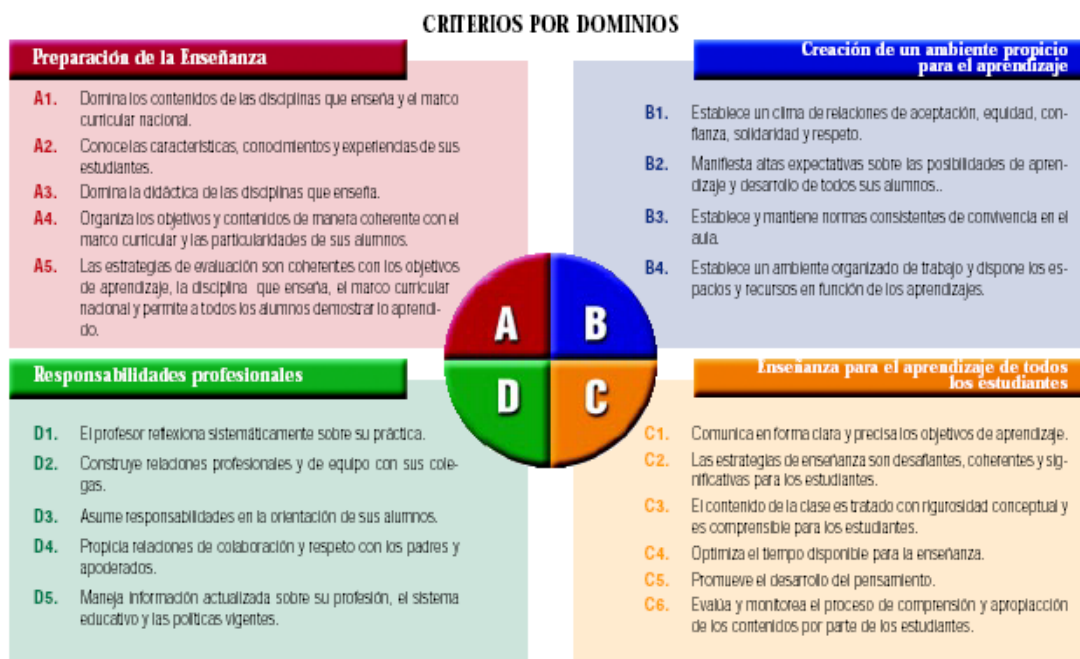 CRITERIOS POR DOMINIOS
Preparación de la Enseñanza
A1. Domina los contenidos de las disciplinas que enseña y el marco
curricular nacional.
A2. Conoce las características, conocimientos y experiencias de sus
estudiantes.
A3. Domina la didáctica de las disciplinas que enseña.
A4. Organiza los objetivos y contenidos de manera coherente con el
marco curricular y las particularidades de sus alumnos.
A5. Las estrategias de evaluación son coherentes con los objetivos
de aprendizaje, la disciplina que enseña, el marco curricular
nacional y permite a todos los alumnos demostrar lo aprendi-
do.
Creación de un ambiente propicio
para el aprendizaje
B1. Establece un clima de relaciones de aceptación, equidad, con-
fianza, solidaridad y respeto.
B2. Manifiesta altas expectativas sobre las posibilidades de apren-
dizaje y desarrollo de todos sus alumnos..
B3. Establece y mantiene normas consistentes de convivencia en el
aula.
B4. Establece un ambiente organizado de trabajo y dispone los es-
pacios y recursos en función de los aprendizajes.
A B
D C
Responsabilidades profesionales
D1. El profesor reflexiona sistemáticamente sobre su práctica.
D2. Construye relaciones profesionales y de equipo con sus cole-
gas.
D3. Asume responsabilidades en la orientación de sus alumnos.
D4. Propicia relaciones de colaboración y respeto con los padres y
apoderados.
D5. Maneja información actualizada sobre su profesión, el sistema
educativo y las políticas vigentes.
Enseñanza para el aprendizaje de todos
los estudiantes
C1. Comunica en forma clara y precisa los objetivos de aprendizaje.
C2. Las estrategias de enseñanza son desafiantes, coherentes y sig-
nificativas para los estudiantes.
C3. El contenido de la clase es tratado con rigurosidad conceptual y
es comprensible para los estudiantes.
C4. Optimiza el tiempo disponible para la enseñanza.
C5. Promueve el desarrollo del pensamiento.
C6. Evalúa y monitorea el proceso de comprensión y apropiacción
de los contenidos por parte de los estudiantes.